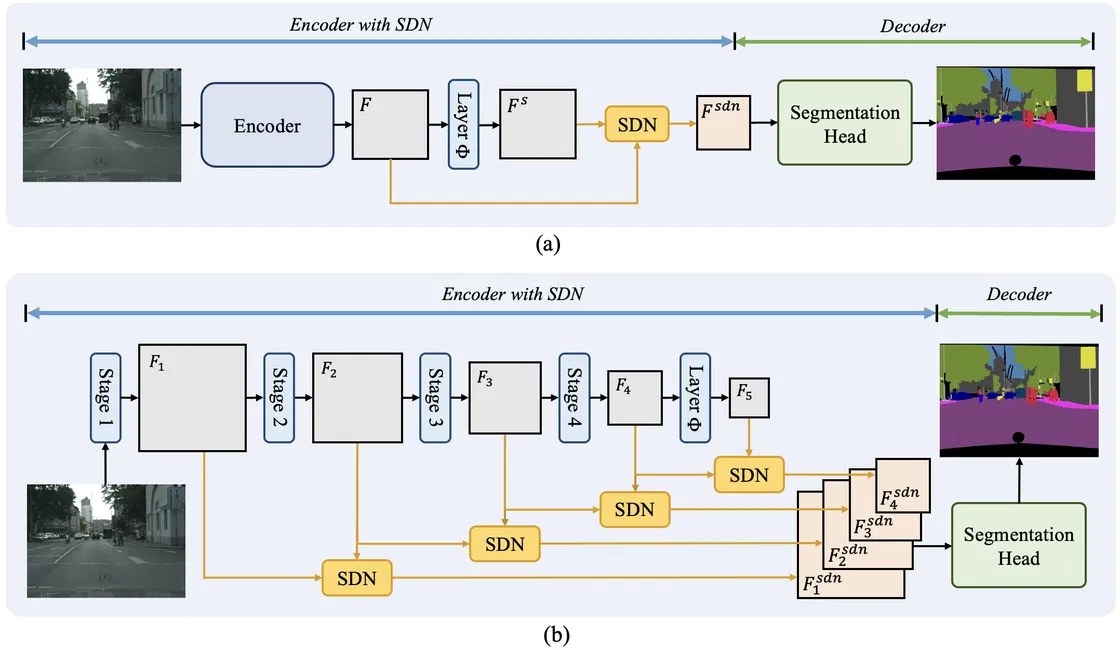 Encoder with SDN
Decoder
Encoder
F
Layer Φ
F^s
SDN
F^sdn
Segmentation
Head
(a)
Encoder with SDN
Decoder
Stage 1
F_1
Stage 2
F_2
Stage 3
F_3
Stage 4
F_4
Layer Φ
F_5
SDN
SDN
SDN
SDN
F_4^sdn
F_3^sdn
F_2^sdn
F_1^sdn
Segmentation
Head
(b)